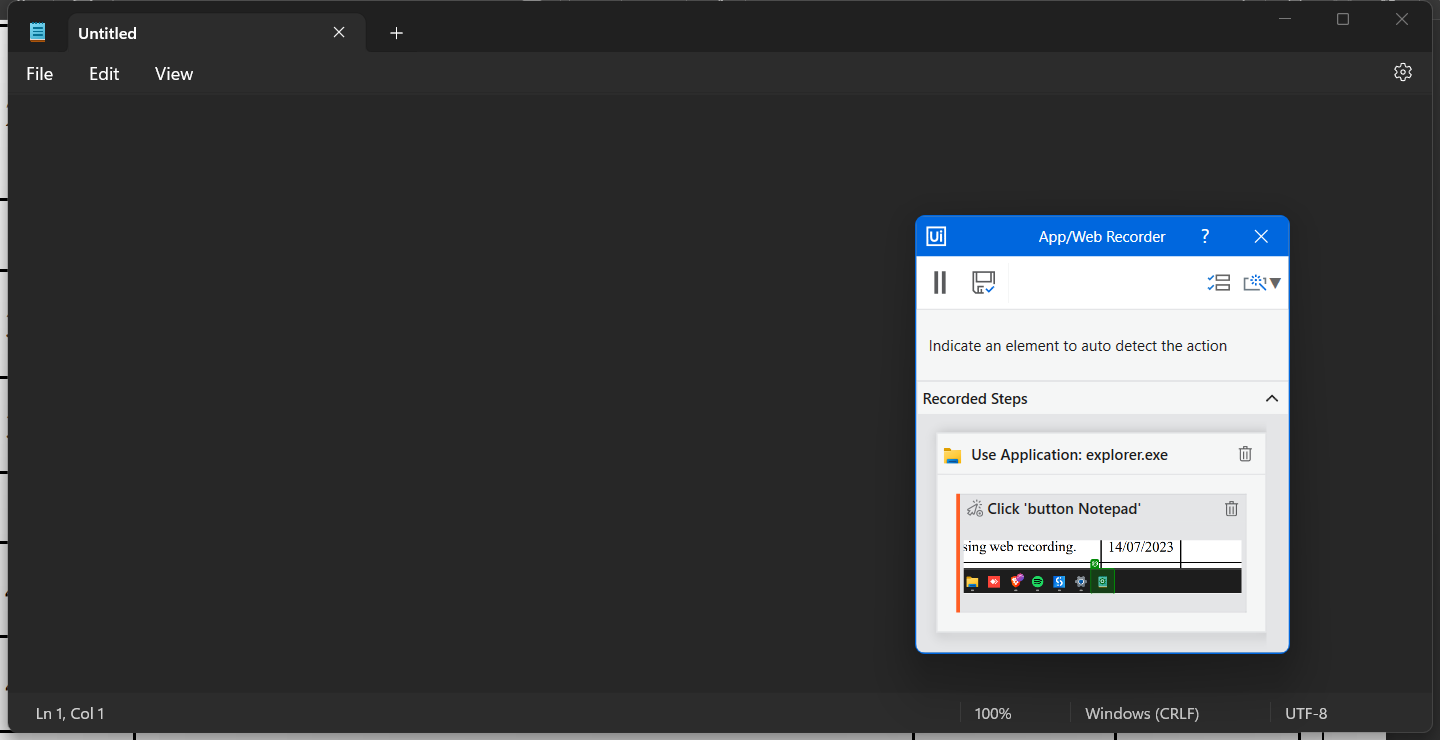 Untitled
File Edit View
Ui App/Web Recorder ?
Indicate an element to auto detect the action
Recorded Steps
Use Application: explorer.exe
Click 'button Notepad'
sing web recording. 14/07/2023
Ln 1, Col 1 100% Windows (CRLF) UTF-8